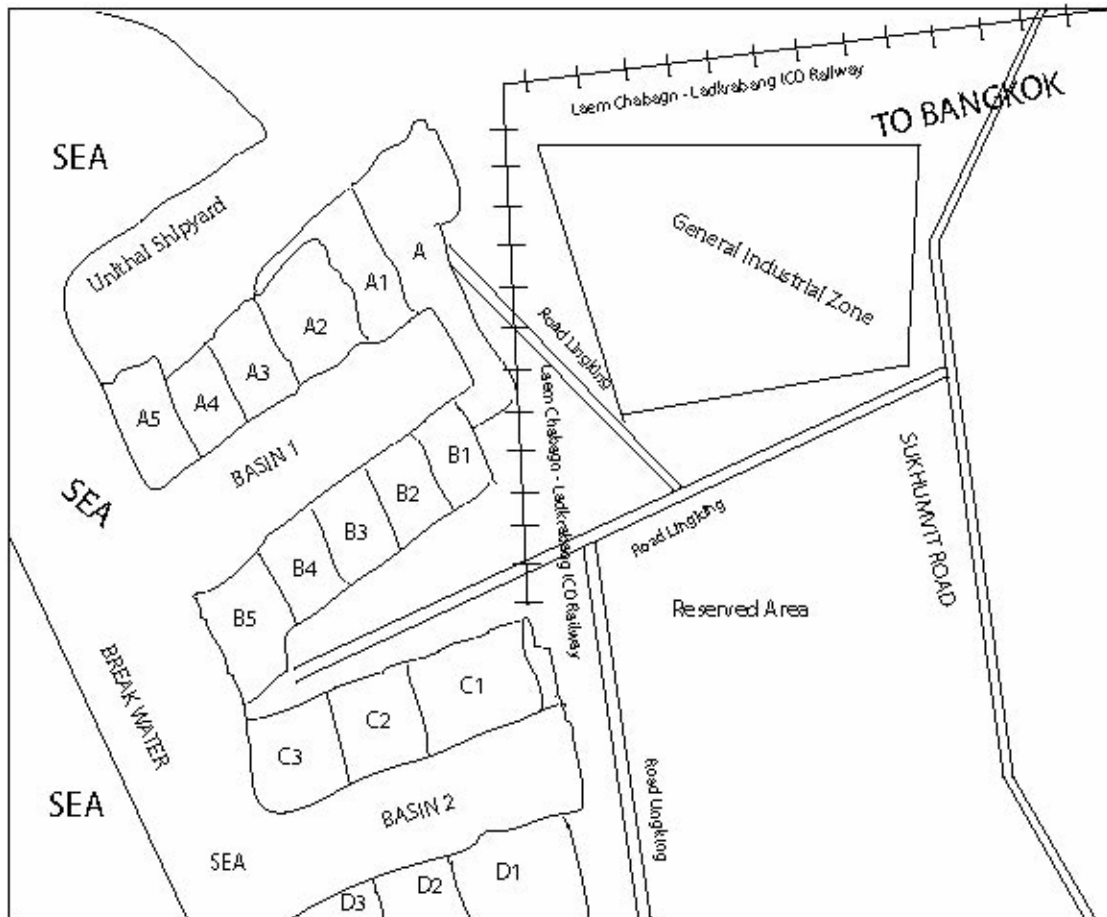 Laem Chabagn - Ladkrabang ICO Railway
TO BANGKOK
SEA
Unithai Shipyard
General Industrial Zone
A
A1
A2
A3
A4
A5
Road Lingking
BASIN 1
Laem Chabagn - Ladkrabang ICO Railway
B1
B2
B3
B4
B5
SEA
SUKHUMVIT ROAD
Road Lingking
Reserved Area
BREAK WATER
C1
C2
C3
SEA
BASIN 2
Road Lingking
SEA
D1
D2
D3